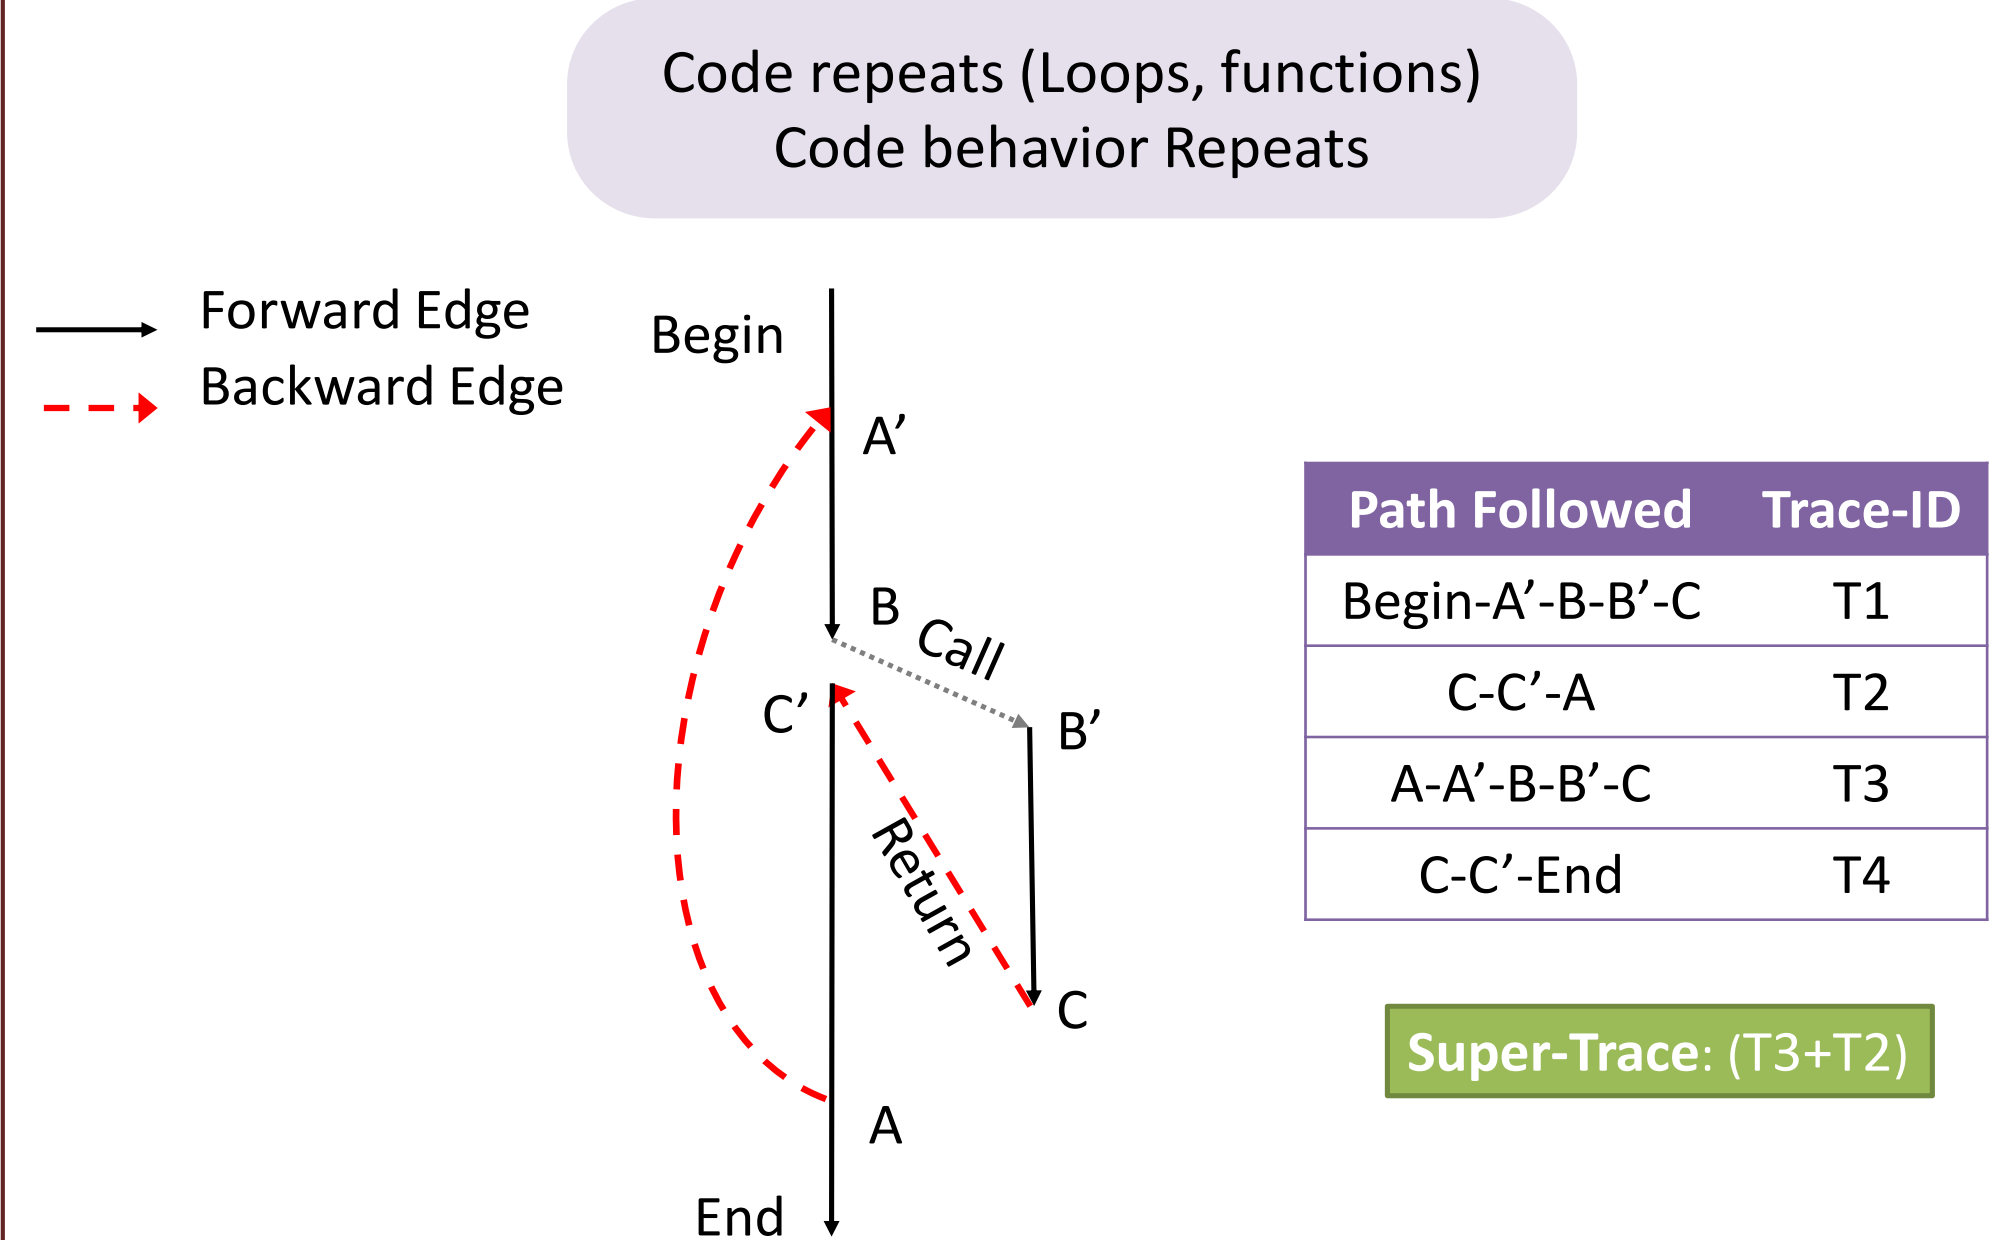 Code repeats (Loops, functions)
Code behavior Repeats
Forward Edge
Backward Edge
Begin
A’
B
Call
C’
B’
Return
C
A
End
Path Followed Trace-ID
Begin-A’-B-B’-C T1
C-C’-A T2
A-A’-B-B’-C T3
C-C’-End T4
Super-Trace: (T3+T2)